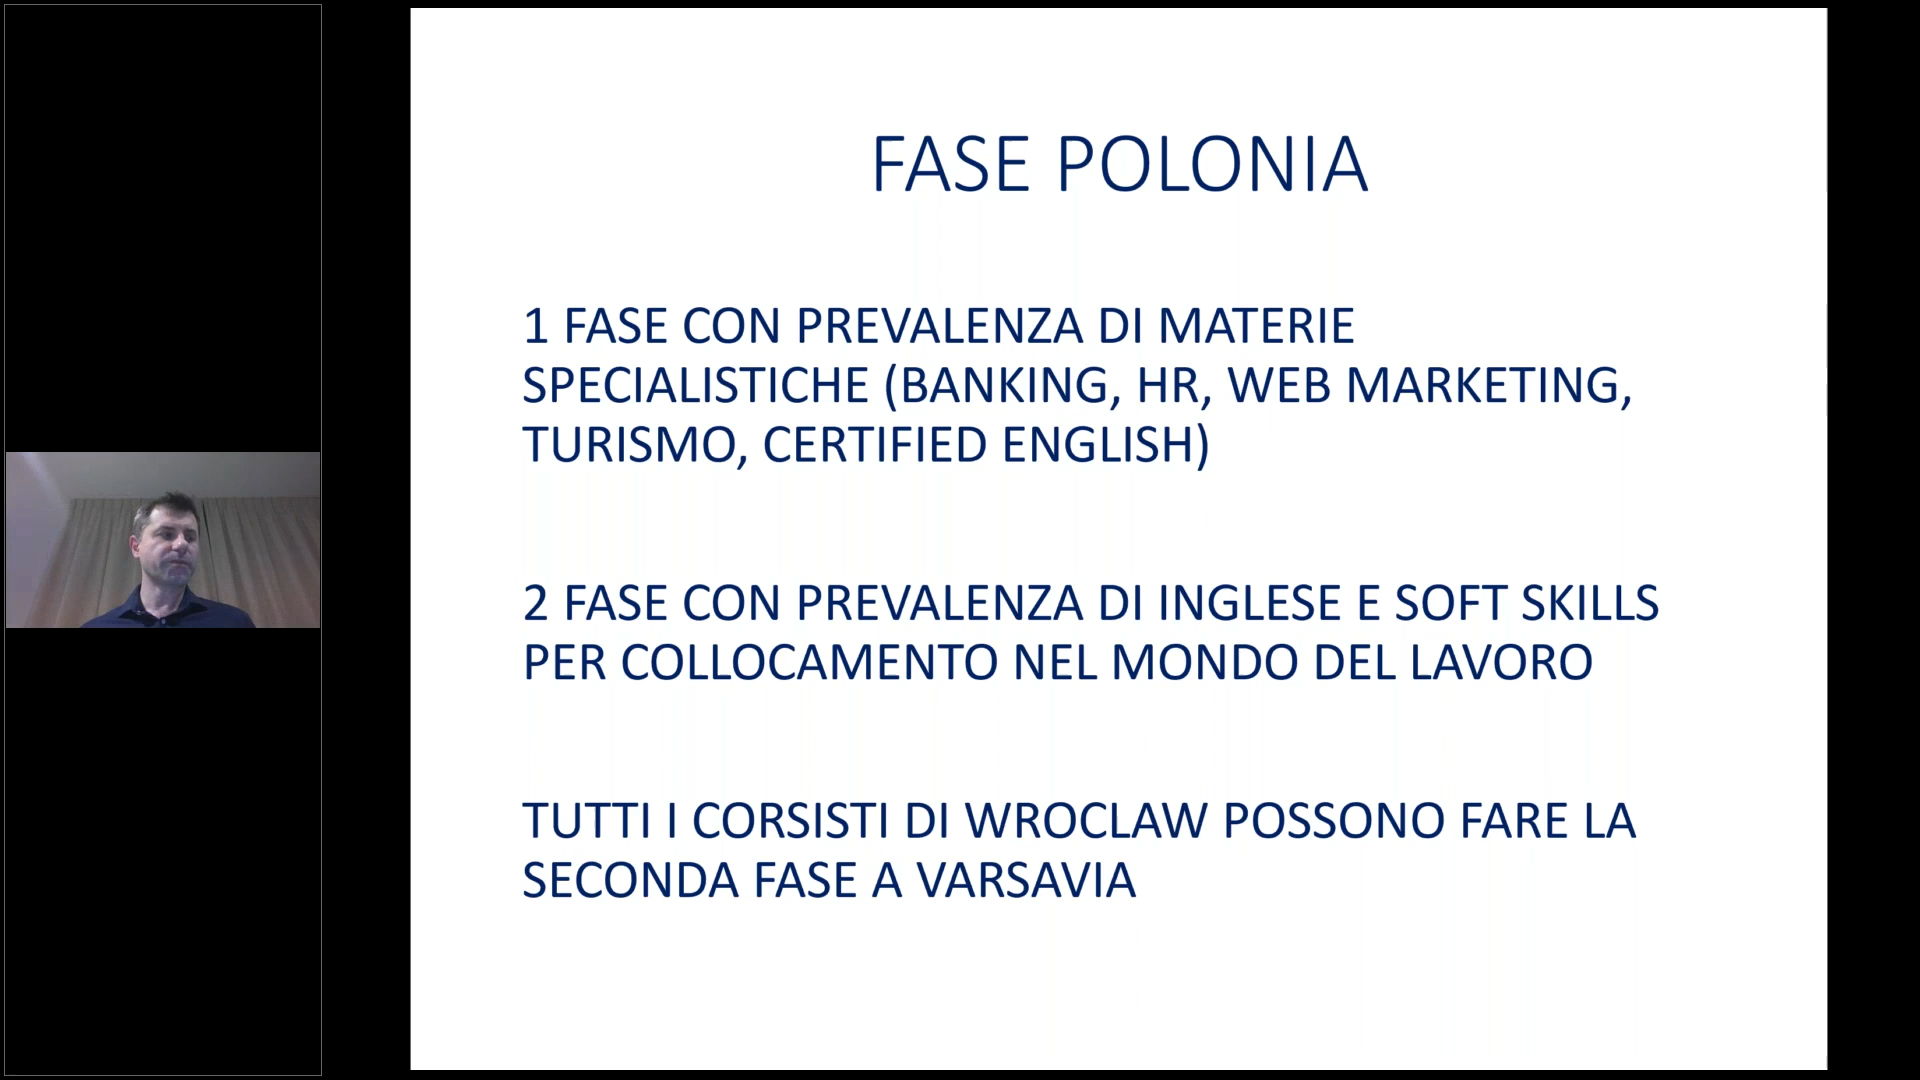 FASE POLONIA
1 FASE CON PREVALENZA DI MATERIE
SPECIALISTICHE (BANKING, HR, WEB MARKETING,
TURISMO, CERTIFIED ENGLISH)
2 FASE CON PREVALENZA DI INGLESE E SOFT SKILLS
PER COLLOCAMENTO NEL MONDO DEL LAVORO
TUTTI I CORSISTI DI WROCLAW POSSONO FARE LA
SECONDA FASE A VARSAVIA